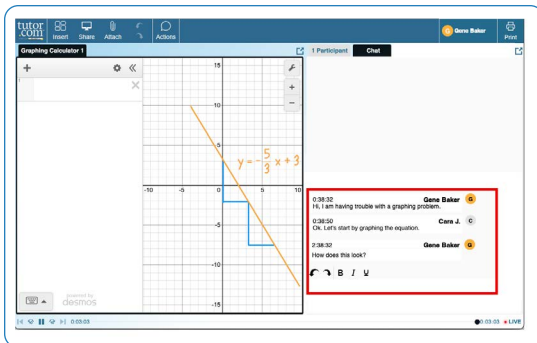 tutor
.com
Insert Share Attach Actions
Gene Baker
Print
Graphing Calculator 1
1 Participant Chat
15
10
y = -5/3 x + 3
-10 -5 0 5 10
-10
-15
0:38:32 Gene Baker G
Hi, I am having trouble with a graphing problem.
0:38:50 Cara J. C
Ok. Let's start by graphing the equation.
2:38:32 Gene Baker G
How does this look?
B I U
powered by
desmos
0:03:03
0:03:03 LIVE